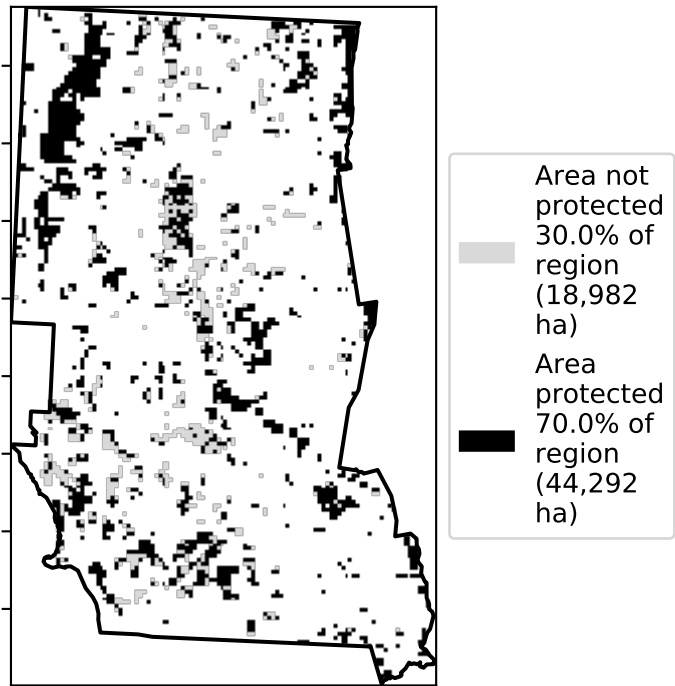 Area not
protected
30.0% of
region
(18,982
ha)
Area
protected
70.0% of
region
(44,292
ha)